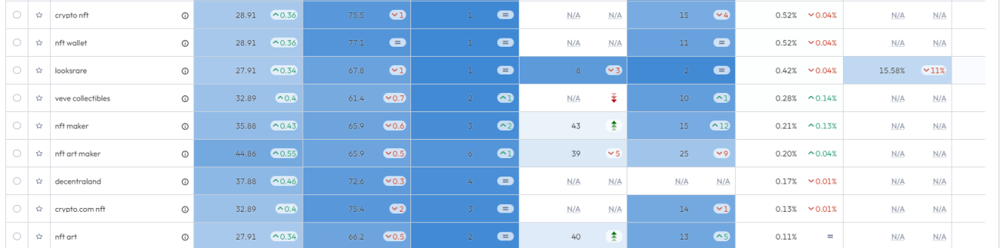 crypto nft 28.91 0.36 75.5 1 1 = N/A N/A 15 4 0.52% 0.04% N/A N/A
nft wallet 28.91 0.36 77.1 = 1 = N/A N/A 11 = 0.52% 0.04% N/A N/A
looksrare 27.91 0.34 67.8 1 1 = 8 3 2 = 0.42% 0.04% 15.58% 11%
veve collectibles 32.89 0.4 61.4 0.7 2 1 N/A 10 1 0.28% 0.14% N/A N/A
nft maker 35.88 0.43 65.9 0.6 3 2 43 15 12 0.21% 0.13% N/A N/A
nft art maker 44.86 0.55 65.9 0.5 6 1 39 5 25 9 0.20% 0.04% N/A N/A
decentraland 37.88 0.46 72.6 0.3 4 = N/A N/A N/A N/A 0.17% 0.01% N/A N/A
crypto.com nft 32.89 0.4 75.4 2 3 = N/A N/A 14 1 0.13% 0.01% N/A N/A
nft art 27.91 0.34 66.2 0.5 2 = 40 13 5 0.11% = N/A N/A